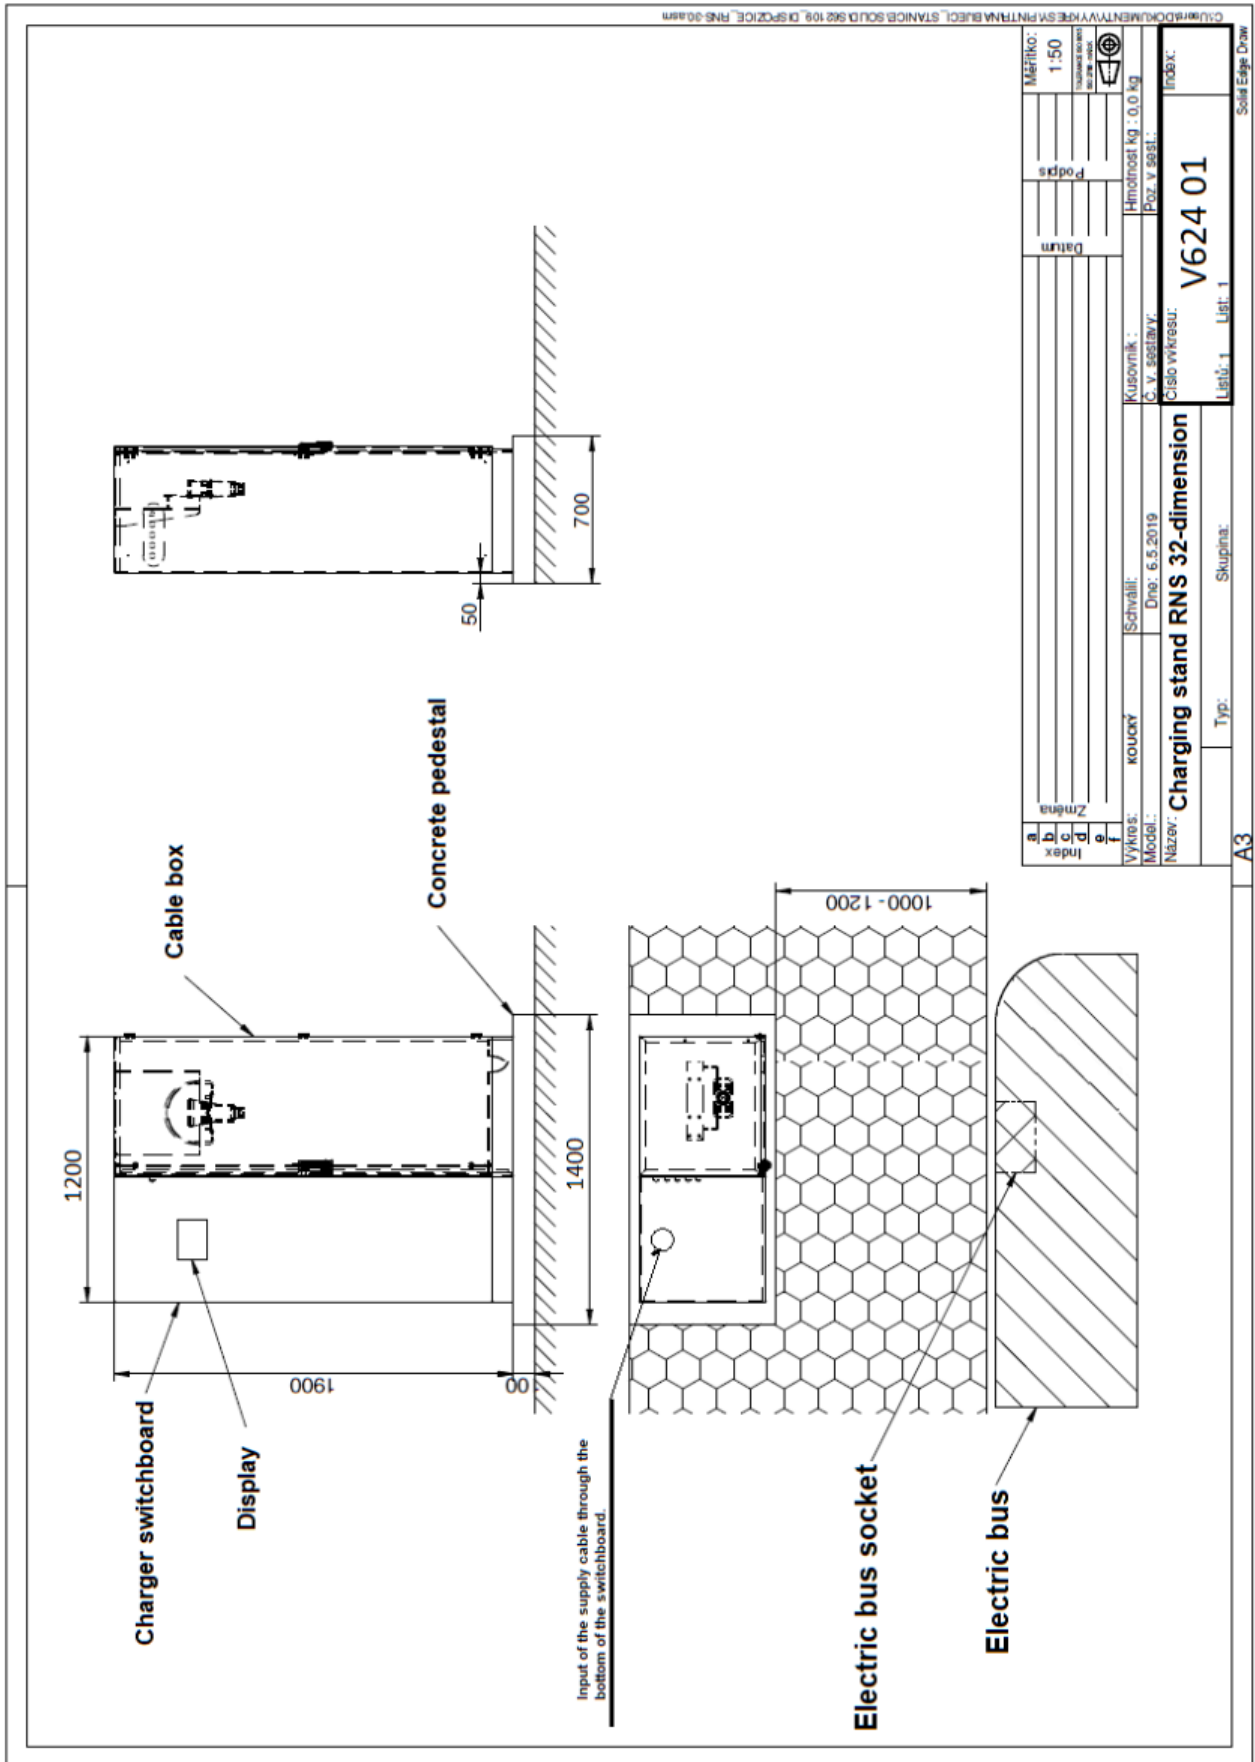 Charger switchboard
Display
Cable box
Concrete pedestal
1200
1900
00
1400
50
700
Input of the supply cable through the
bottom of the switchboard.
Electric bus socket
Electric bus
1000 - 1200
Index
a
b
c
d
e
f
Změna
Datum
Podpis
Měřítko:
1:50
Výkres: KOUCKÝ
Schválil:
Kusovník :
Hmotnost kg : 0,0 kg
Model.:
Dne: 6.5.2019
Č. v. sestavy:
Poz. v sest.:
Název: Charging stand RNS 32-dimension
Číslo výkresu:
V624 01
Index:
Typ:
Skupina:
Listů: 1
List: 1
A3
Solid Edge Draw